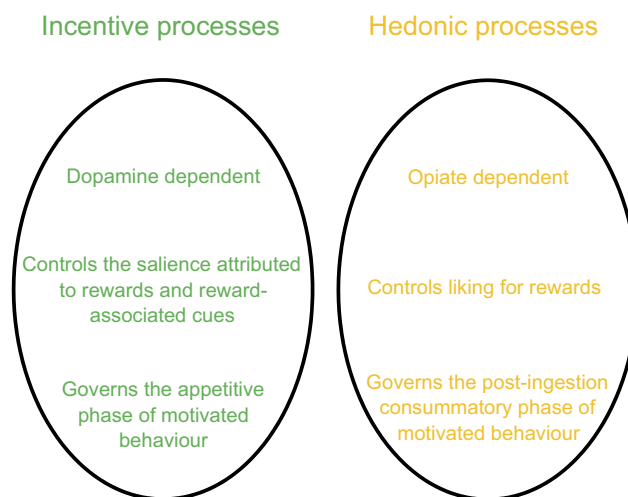 Incentive processes
Hedonic processes
Dopamine dependent
Controls the salience attributed
to rewards and reward-
associated cues
Governs the appetitive
phase of motivated
behaviour
Opiate dependent
Controls liking for rewards
Governs the post-ingestion
consummatory phase of
motivated behaviour